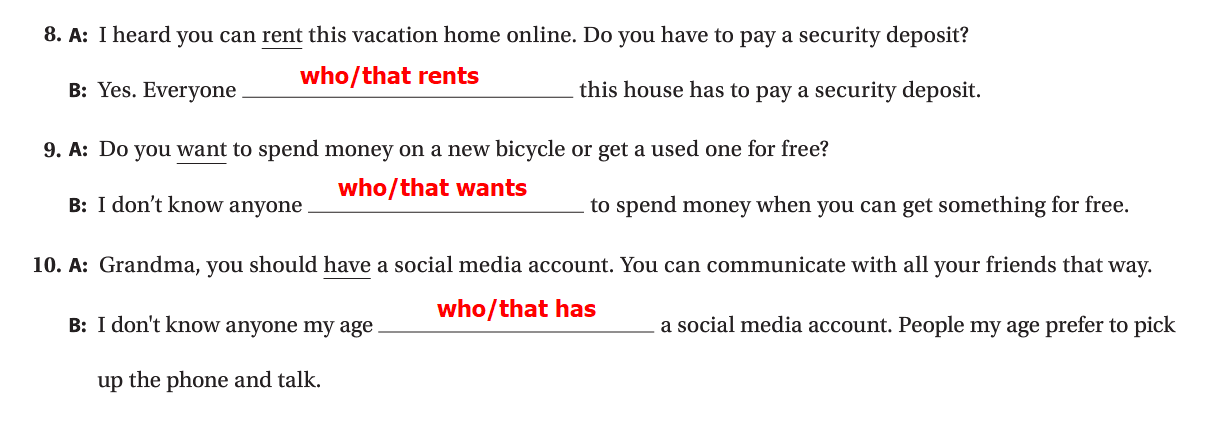 8. A: I heard you can rent this vacation home online. Do you have to pay a security deposit?
B: Yes. Everyone who/that rents this house has to pay a security deposit.
9. A: Do you want to spend money on a new bicycle or get a used one for free?
B: I don’t know anyone who/that wants to spend money when you can get something for free.
10. A: Grandma, you should have a social media account. You can communicate with all your friends that way.
B: I don't know anyone my age who/that has a social media account. People my age prefer to pick
up the phone and talk.